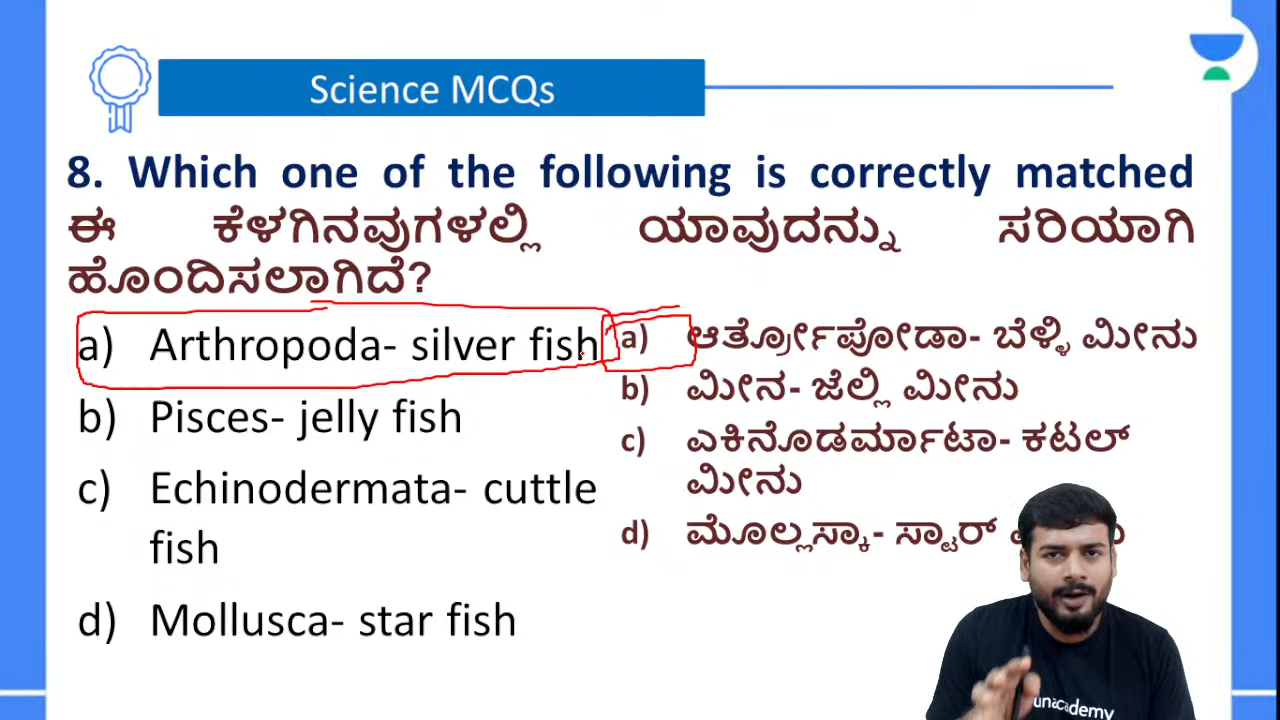 Science MCQs
8. Which one of the following is correctly matched
ಈ ಕೆಳಗಿನವುಗಳಲ್ಲಿ ಯಾವುದನ್ನು ಸರಿಯಾಗಿ
ಹೊಂದಿಸಲಾಗಿದೆ?
a) Arthropoda- silver fish
b) Pisces- jelly fish
c) Echinodermata- cuttle
fish
d) Mollusca- star fish
a) ಆರ್ತ್ರೋಪೋಡಾ- ಬೆಳ್ಳಿ ಮೀನು
b) ಮೀನ- ಜೆಲ್ಲಿ ಮೀನು
c) ಎಕಿನೊಡರ್ಮಾಟಾ- ಕಟಲ್
ಮೀನು
d) ಮೊಲ್ಲಸ್ಕಾ- ಸ್ಟಾರ್
unacademy